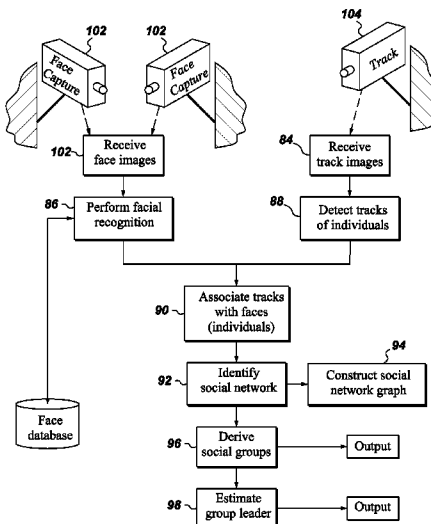 102
102
104
Face
Capture
Face
Capture
Track
102
Receive
face images
84
Receive
track images
86
Perform facial
recognition
88
Detect tracks
of individuals
90
Associate tracks
with faces
(individuals)
92
Identify
social network
94
Construct social
network graph
Face
database
96
Derive
social groups
Output
98
Estimate
group leader
Output